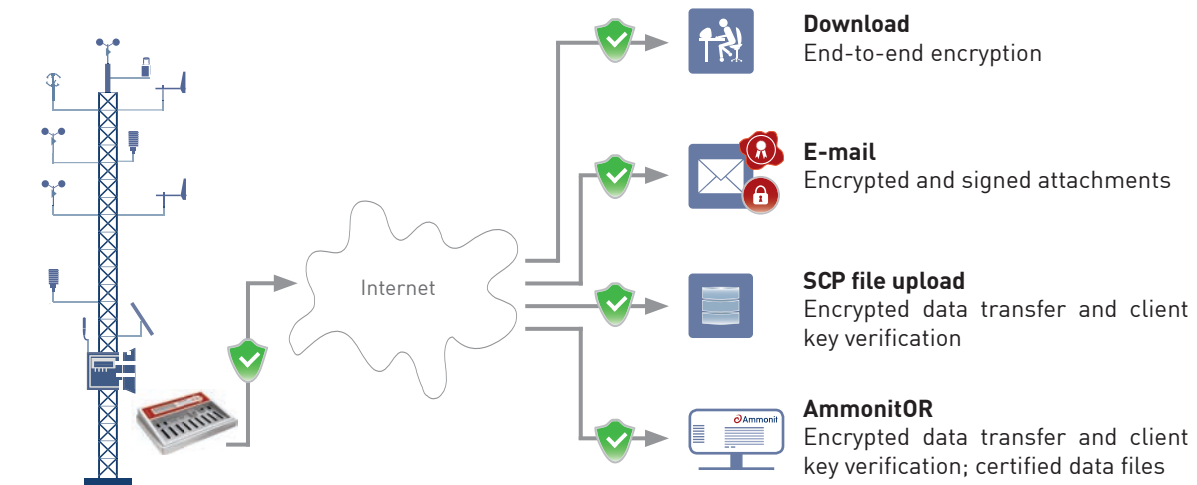 Download
End-to-end encryption
E-mail
Encrypted and signed attachments
Internet
SCP file upload
Encrypted data transfer and client
key verification
Ammonit
AmmonitOR
Encrypted data transfer and client
key verification; certified data files